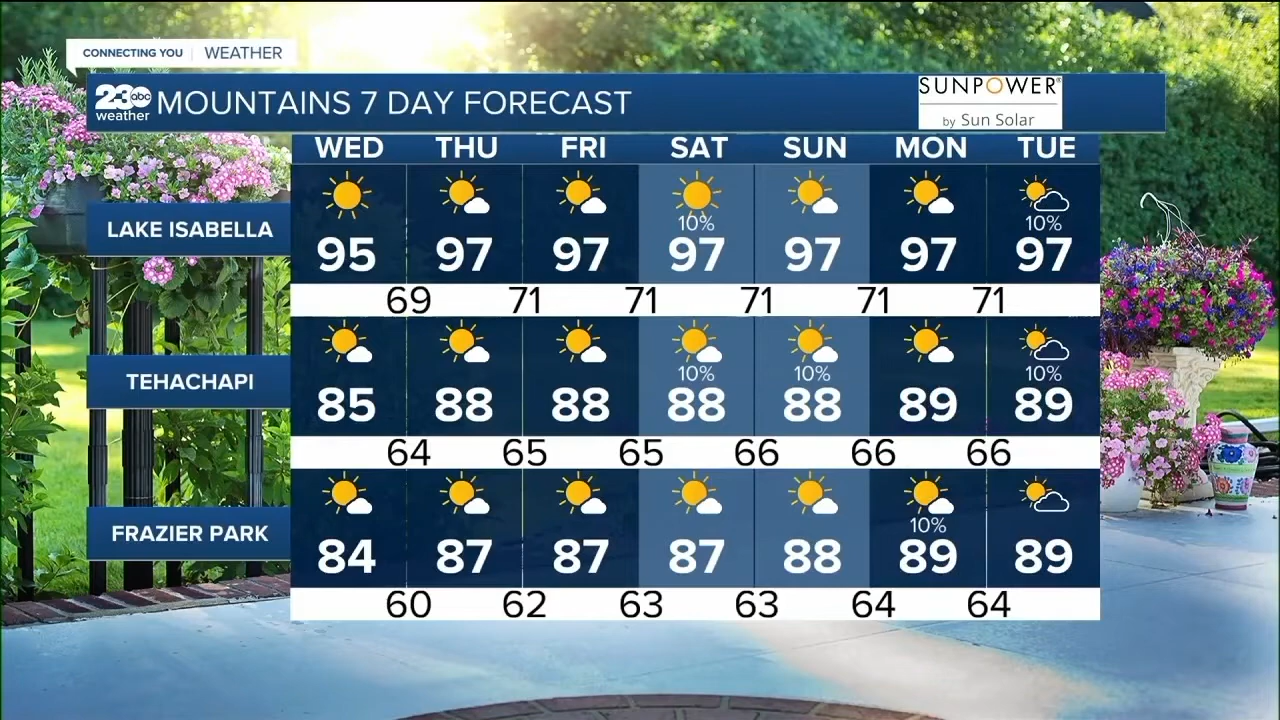 CONNECTING YOU | WEATHER
23 abc weather
MOUNTAINS 7 DAY FORECAST
SUNPOWER®
by Sun Solar
WED THU FRI SAT SUN MON TUE
LAKE ISABELLA
10% 10%
95 97 97 97 97 97 97
69 71 71 71 71 71
TEHACHAPI
10% 10% 10%
85 88 88 88 88 89 89
64 65 65 66 66 66
FRAZIER PARK
10%
84 87 87 87 88 89 89
60 62 63 63 64 64